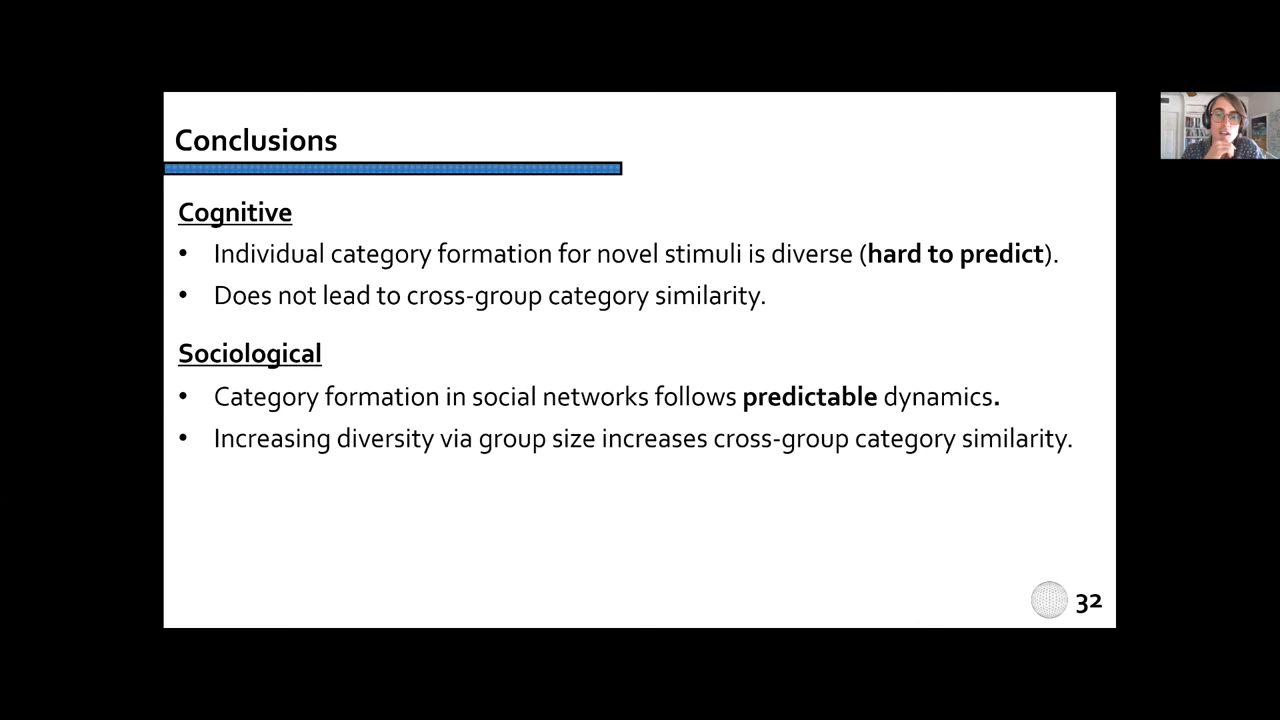 Conclusions
Cognitive
• Individual category formation for novel stimuli is diverse (hard to predict).
• Does not lead to cross-group category similarity.
Sociological
• Category formation in social networks follows predictable dynamics.
• Increasing diversity via group size increases cross-group category similarity.
32